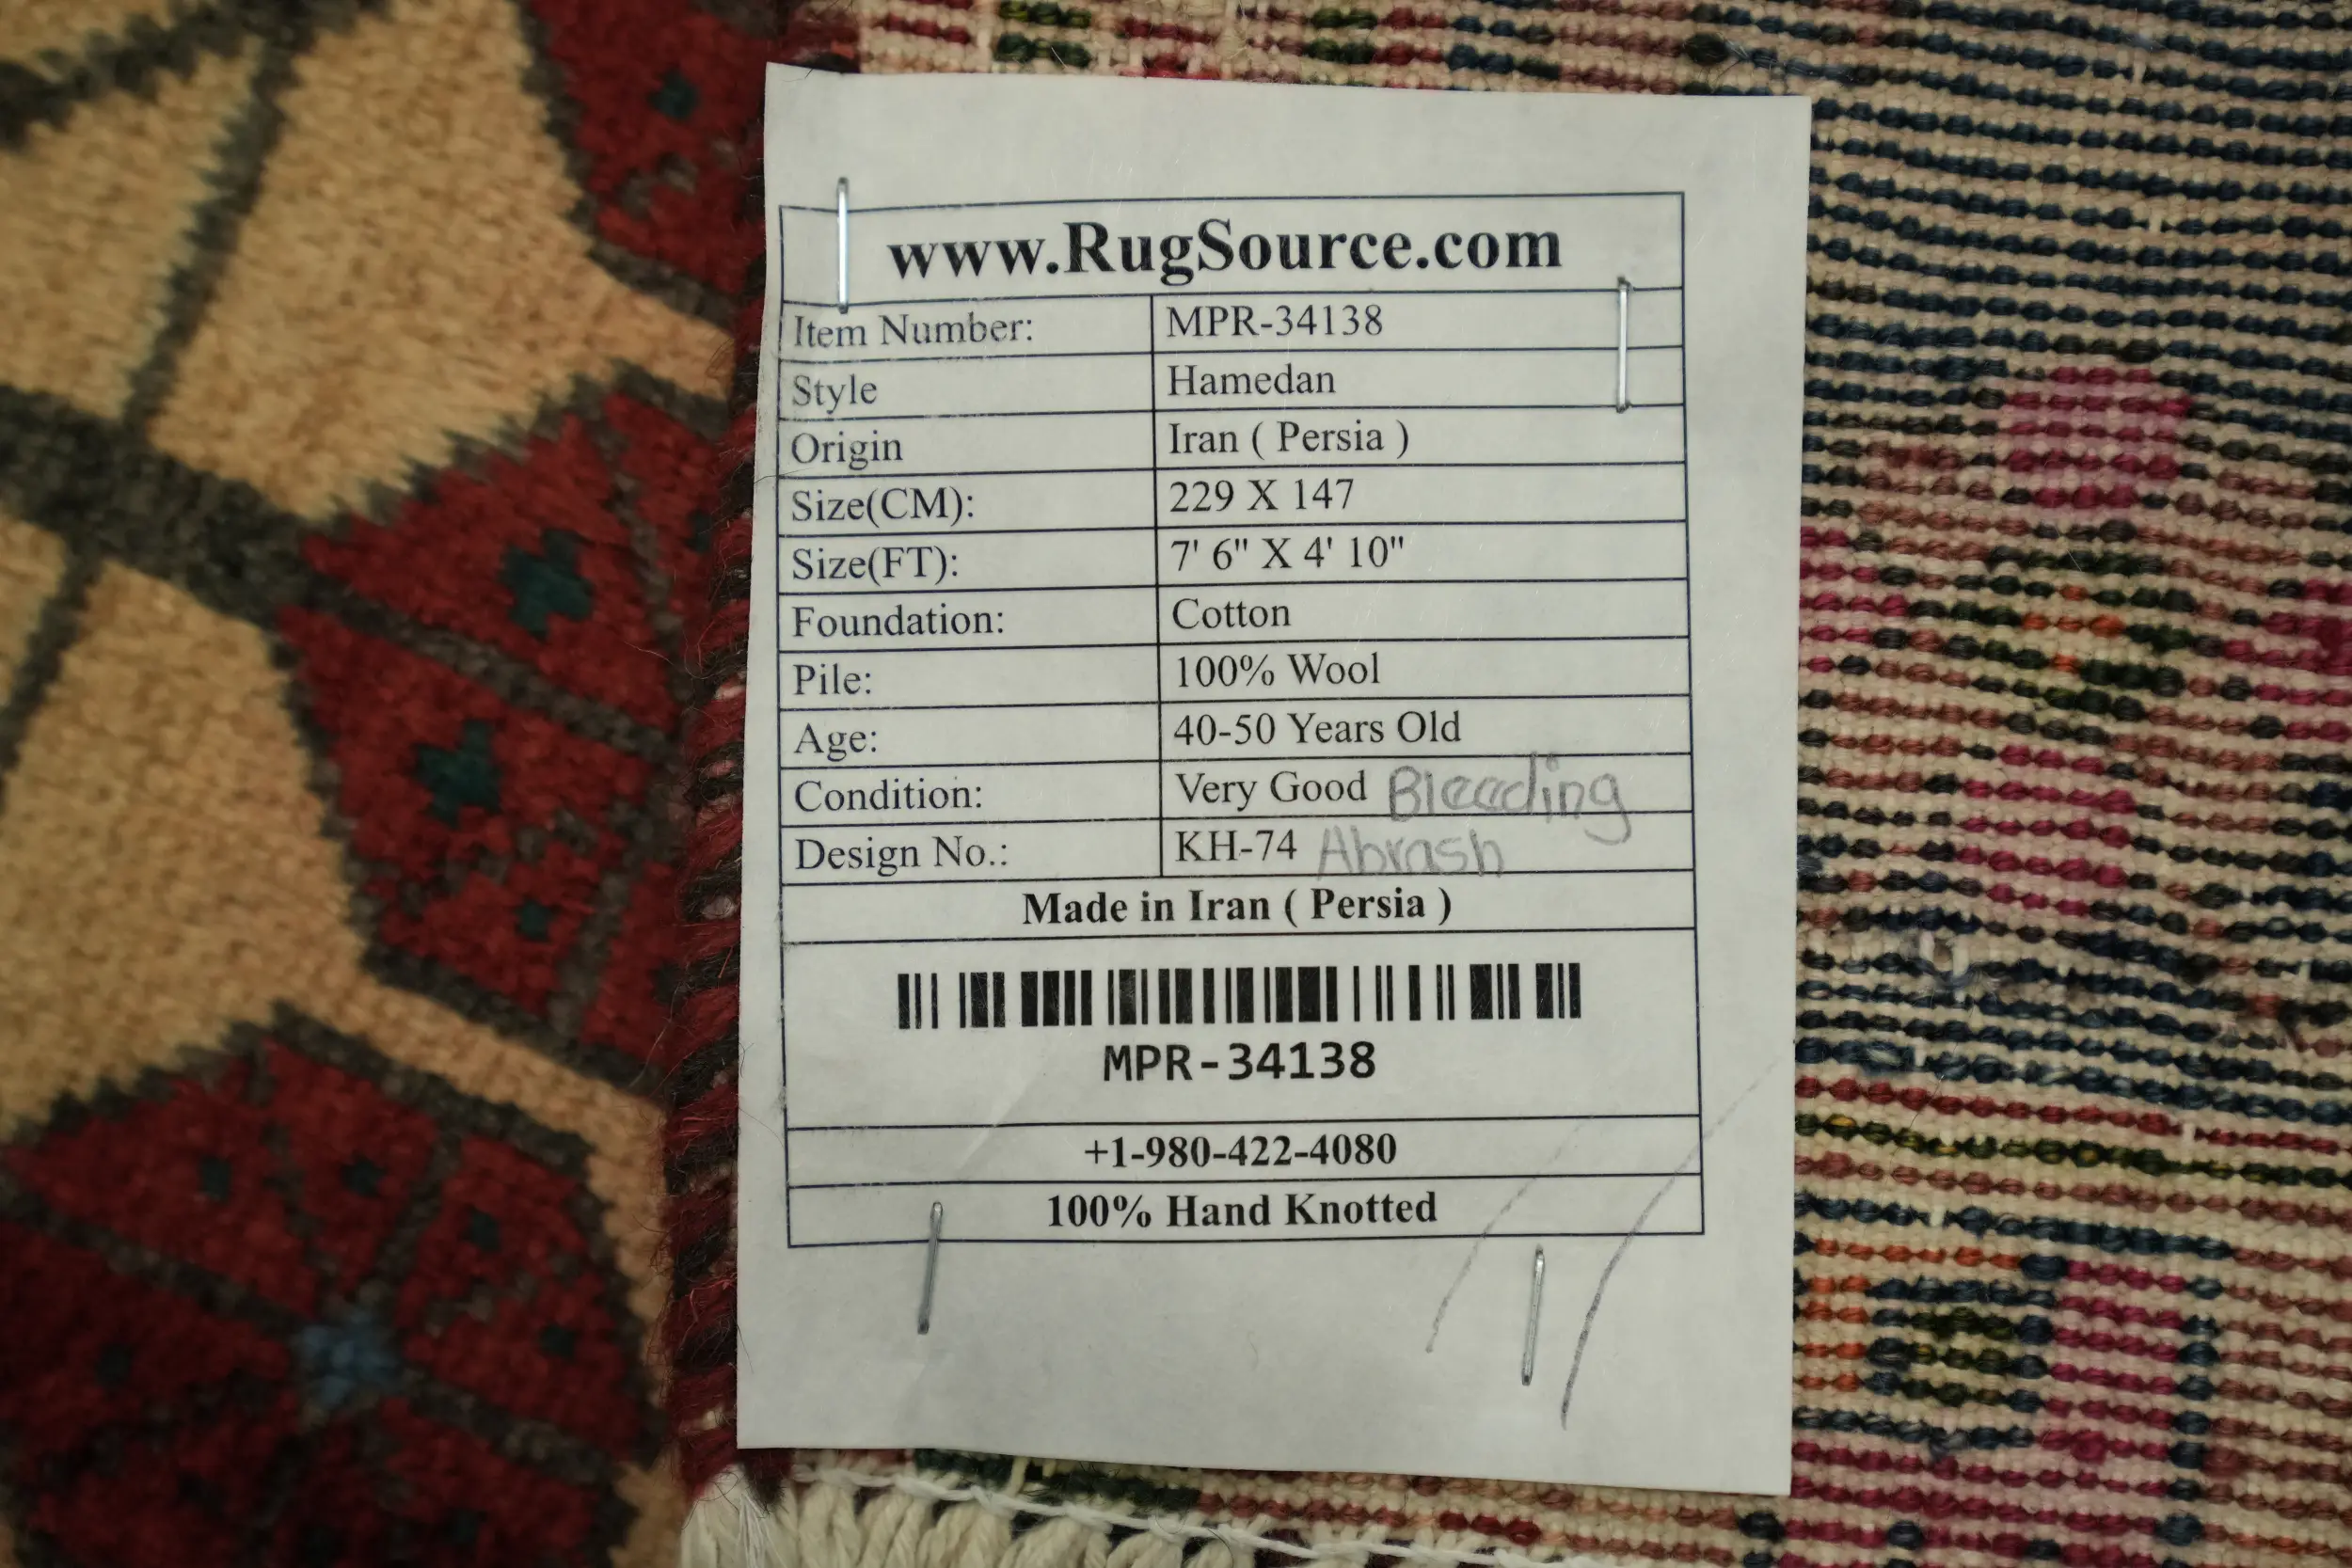 www.RugSource.com
Item Number: MPR-34138
Style Hamedan
Origin Iran ( Persia )
Size(CM): 229 X 147
Size(FT): 7' 6" X 4' 10"
Foundation: Cotton
Pile: 100% Wool
Age: 40-50 Years Old
Condition: Very Good Bleeding
Design No.: KH-74 Abrash
Made in Iran ( Persia )
MPR-34138
+1-980-422-4080
100% Hand Knotted